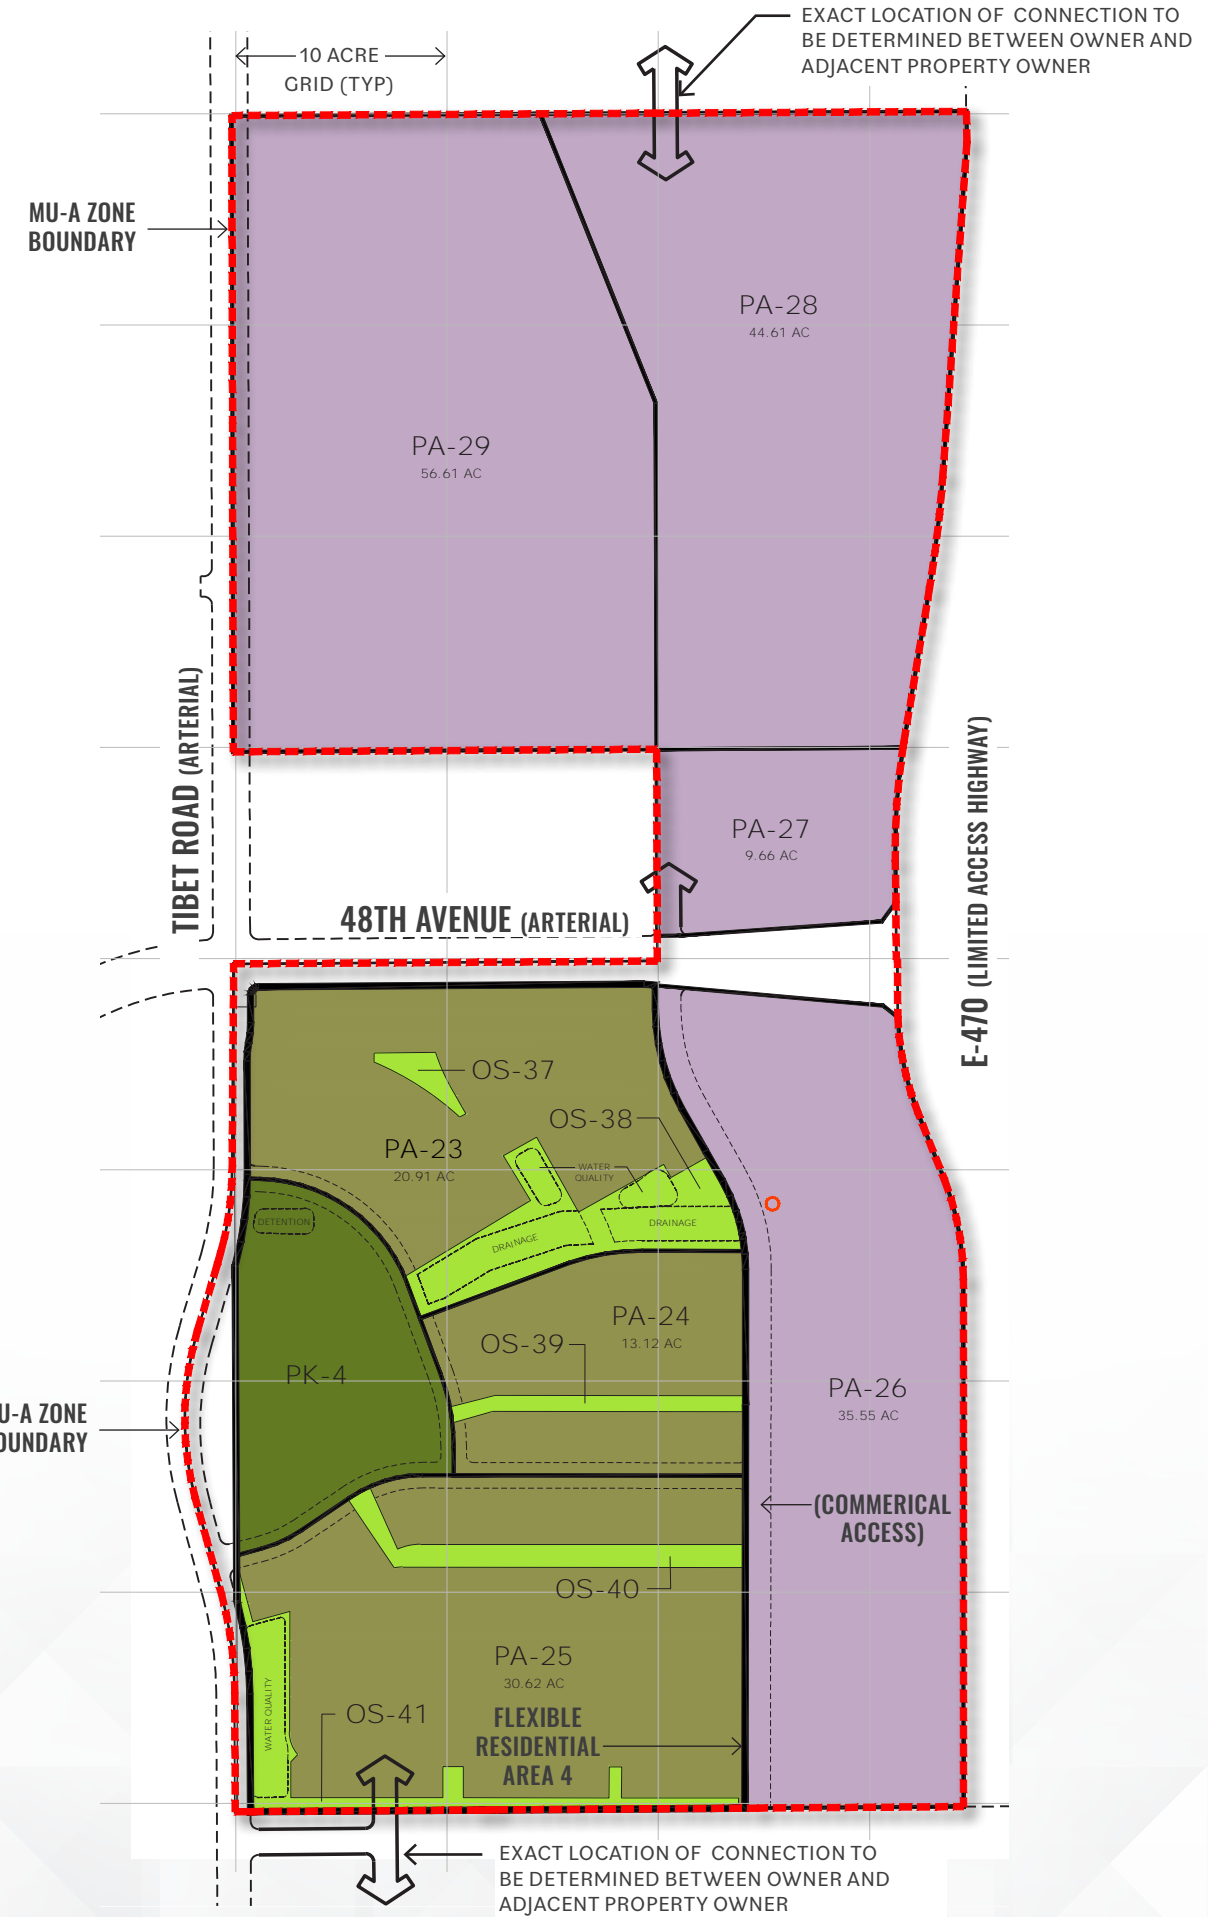 EXACT LOCATION OF CONNECTION TO
BE DETERMINED BETWEEN OWNER AND
ADJACENT PROPERTY OWNER
10 ACRE
GRID (TYP)
MU-A ZONE
BOUNDARY
PA-28
44.61 AC
PA-29
56.61 AC
TIBET ROAD (ARTERIAL)
E-470 (LIMITED ACCESS HIGHWAY)
PA-27
9.66 AC
48TH AVENUE (ARTERIAL)
OS-37
OS-38
PA-23
20.91 AC
WATER
QUALITY
DETENTION
DRAINAGE
DRAINAGE
PA-24
13.12 AC
OS-39
PK-4
PA-26
35.55 AC
U-A ZONE
OUNDARY
(COMMERICAL
ACCESS)
OS-40
PA-25
30.62 AC
WATER QUALITY
OS-41
FLEXIBLE
RESIDENTIAL
AREA 4
EXACT LOCATION OF CONNECTION TO
BE DETERMINED BETWEEN OWNER AND
ADJACENT PROPERTY OWNER